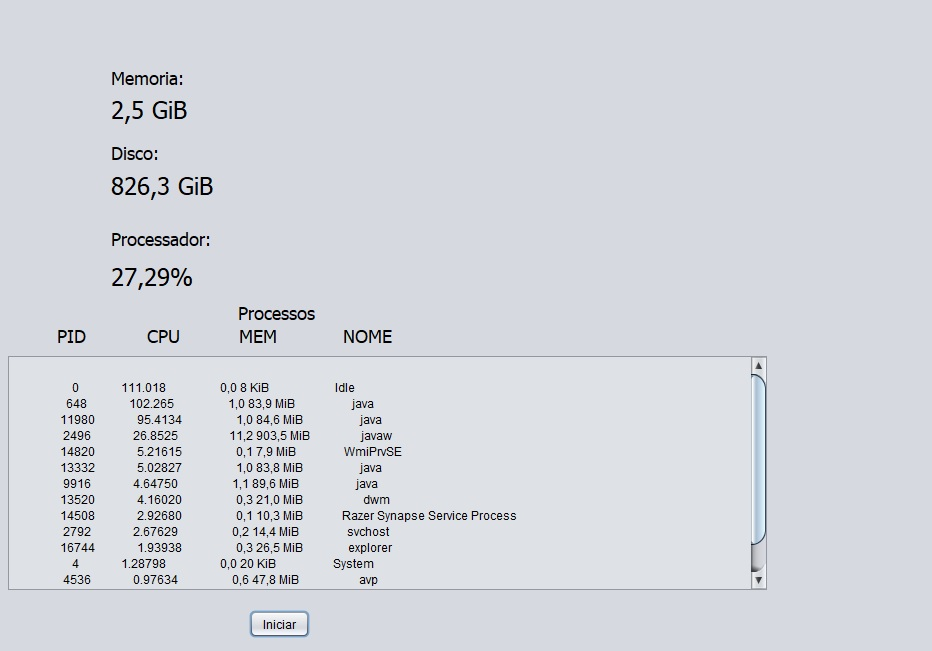 Memoria:
2,5 GiB
Disco:
826,3 GiB
Processador:
27,29%
Processos
PID CPU MEM NOME
0 111.018 0,0 8 KiB Idle
648 102.265 1,0 83,9 MiB java
11980 95.4134 1,0 84,6 MiB java
2496 26.8525 11,2 903,5 MiB javaw
14820 5.21615 0,1 7,9 MiB WmiPrvSE
13332 5.02827 1,0 83,8 MiB java
9916 4.64750 1,1 89,6 MiB java
13520 4.16020 0,3 21,0 MiB dwm
14508 2.92680 0,1 10,3 MiB Razer Synapse Service Process
2792 2.67629 0,2 14,4 MiB svchost
16744 1.93938 0,3 26,5 MiB explorer
4 1.28798 0,0 20 KiB System
4536 0.97634 0,6 47,8 MiB avp
Iniciar